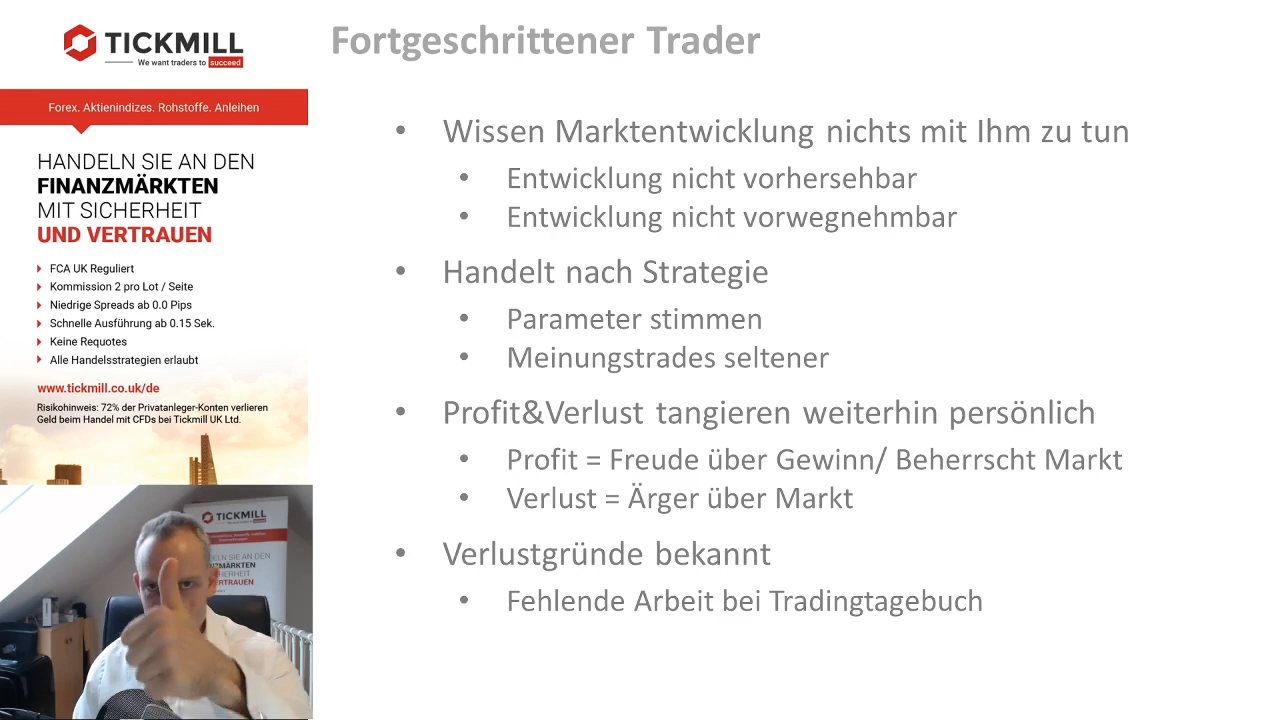 TICKMILL
We want traders to succeed
Forex. Aktienindizes. Rohstoffe. Anleihen
HANDELN SIE AN DEN
FINANZMÄRKTEN
MIT SICHERHEIT
UND VERTRAUEN
FCA UK Reguliert
Kommission 2 pro Lot / Seite
Niedrige Spreads ab 0.0 Pips
Schnelle Ausführung ab 0.15 Sek.
Keine Requotes
Alle Handelsstrategien erlaubt
www.tickmill.co.uk/de
Risikohinweis: 72% der Privatanleger-Konten verlieren
Geld beim Handel mit CFDs bei Tickmill UK Ltd.
Fortgeschrittener Trader
• Wissen Marktentwicklung nichts mit Ihm zu tun
• Entwicklung nicht vorhersehbar
• Entwicklung nicht vorwegnehmbar
• Handelt nach Strategie
• Parameter stimmen
• Meinungstrades seltener
• Profit&Verlust tangieren weiterhin persönlich
• Profit = Freude über Gewinn/ Beherrscht Markt
• Verlust = Ärger über Markt
• Verlustgründe bekannt
• Fehlende Arbeit bei Tradingtagebuch
TICKMILL
SIE AN DEN